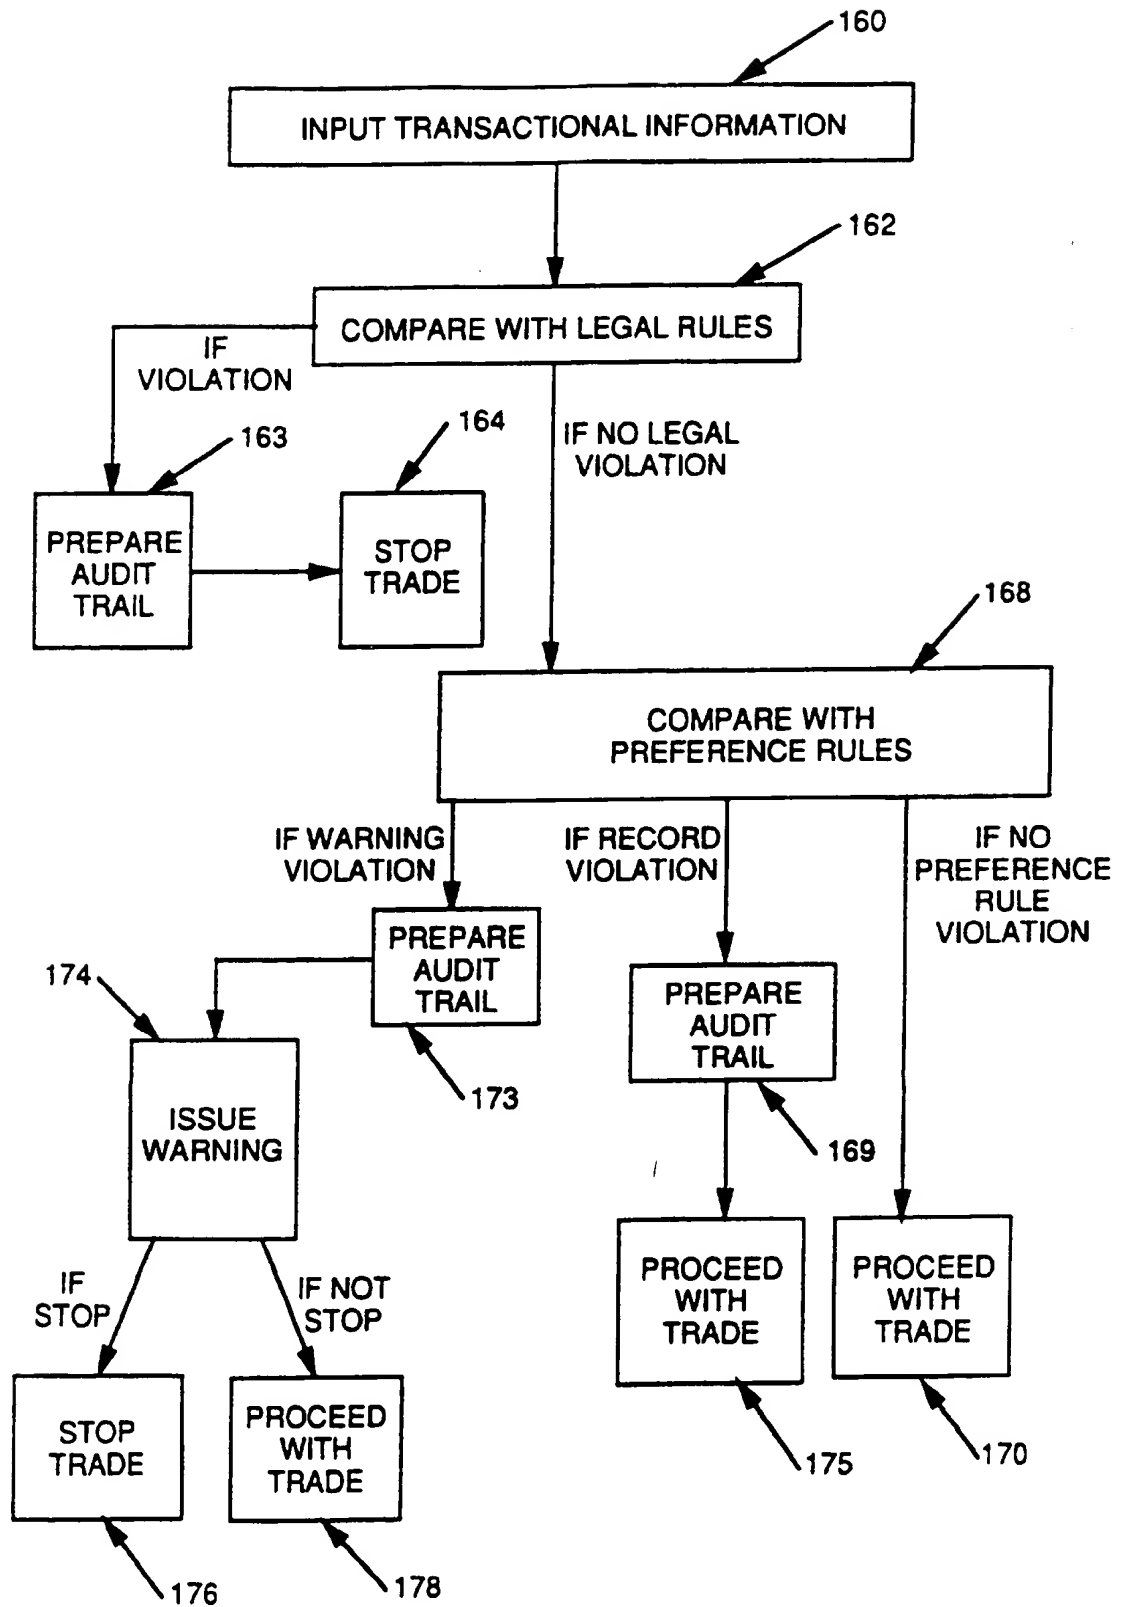 160
INPUT TRANSACTIONAL INFORMATION
162
COMPARE WITH LEGAL RULES
IF
VIOLATION
163
164
IF NO LEGAL
VIOLATION
PREPARE
AUDIT
TRAIL
STOP
TRADE
168
COMPARE WITH
PREFERENCE RULES
IF WARNING
VIOLATION
IF RECORD
VIOLATION
IF NO
PREFERENCE
RULE
VIOLATION
PREPARE
AUDIT
TRAIL
173
174
ISSUE
WARNING
PREPARE
AUDIT
TRAIL
169
IF
STOP
IF NOT
STOP
PROCEED
WITH
TRADE
175
PROCEED
WITH
TRADE
170
STOP
TRADE
176
PROCEED
WITH
TRADE
178